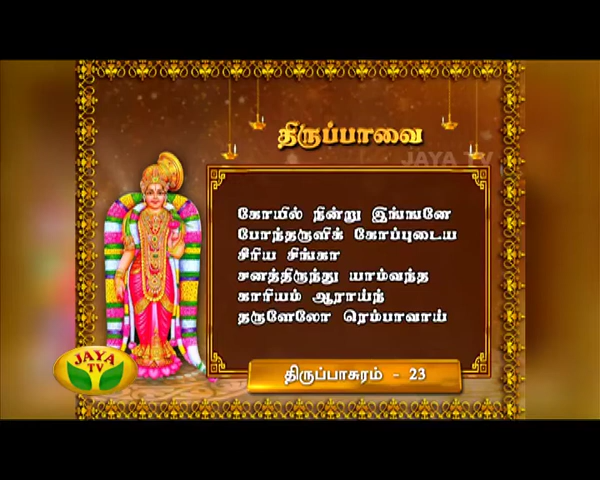 திருப்பாவை
JAYA TV
கோயில் நின்று இங்ஙனே
போந்தருளிக் கோப்புடைய
சிரிய சிங்கா
சனத்திருந்து யாம்வந்த
காரியம் ஆராய்ந்
தருளேலோ ரெம்பாவாய்
JAYA
TV
திருப்பாசுரம் - 23